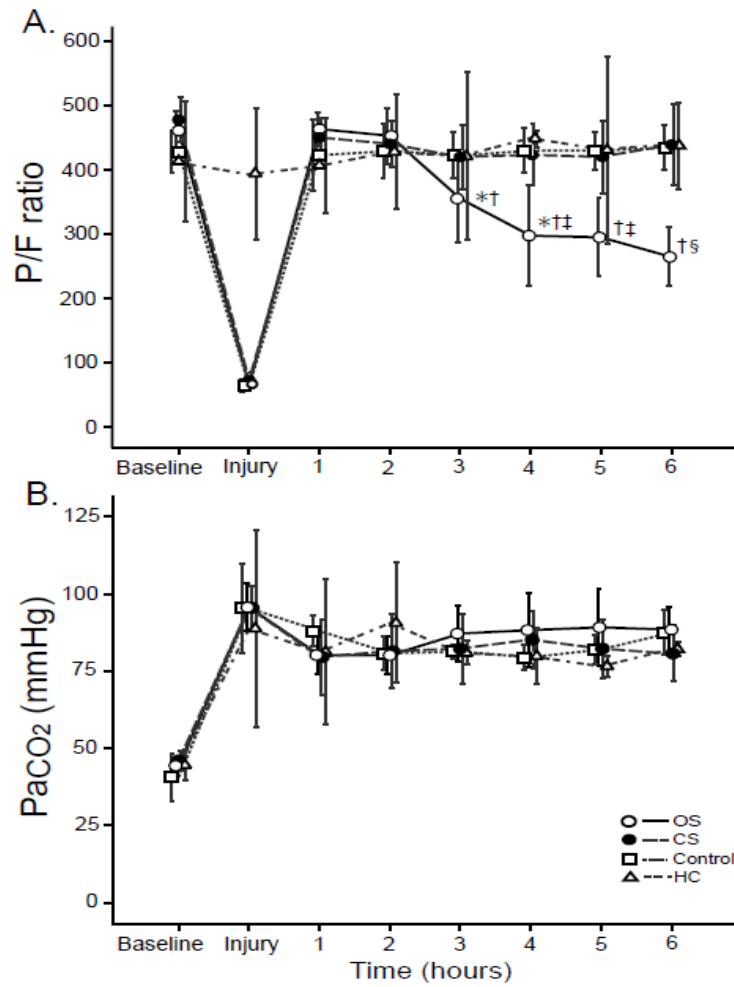 A.
600
500
400
300
200
100
0
P/F ratio
*†
*†‡
†‡
†§
Baseline Injury 1 2 3 4 5 6
B.
125
100
75
50
25
0
PaCO2 (mmHg)
OS
CS
Control
HC
Baseline Injury 1 2 3 4 5 6
Time (hours)